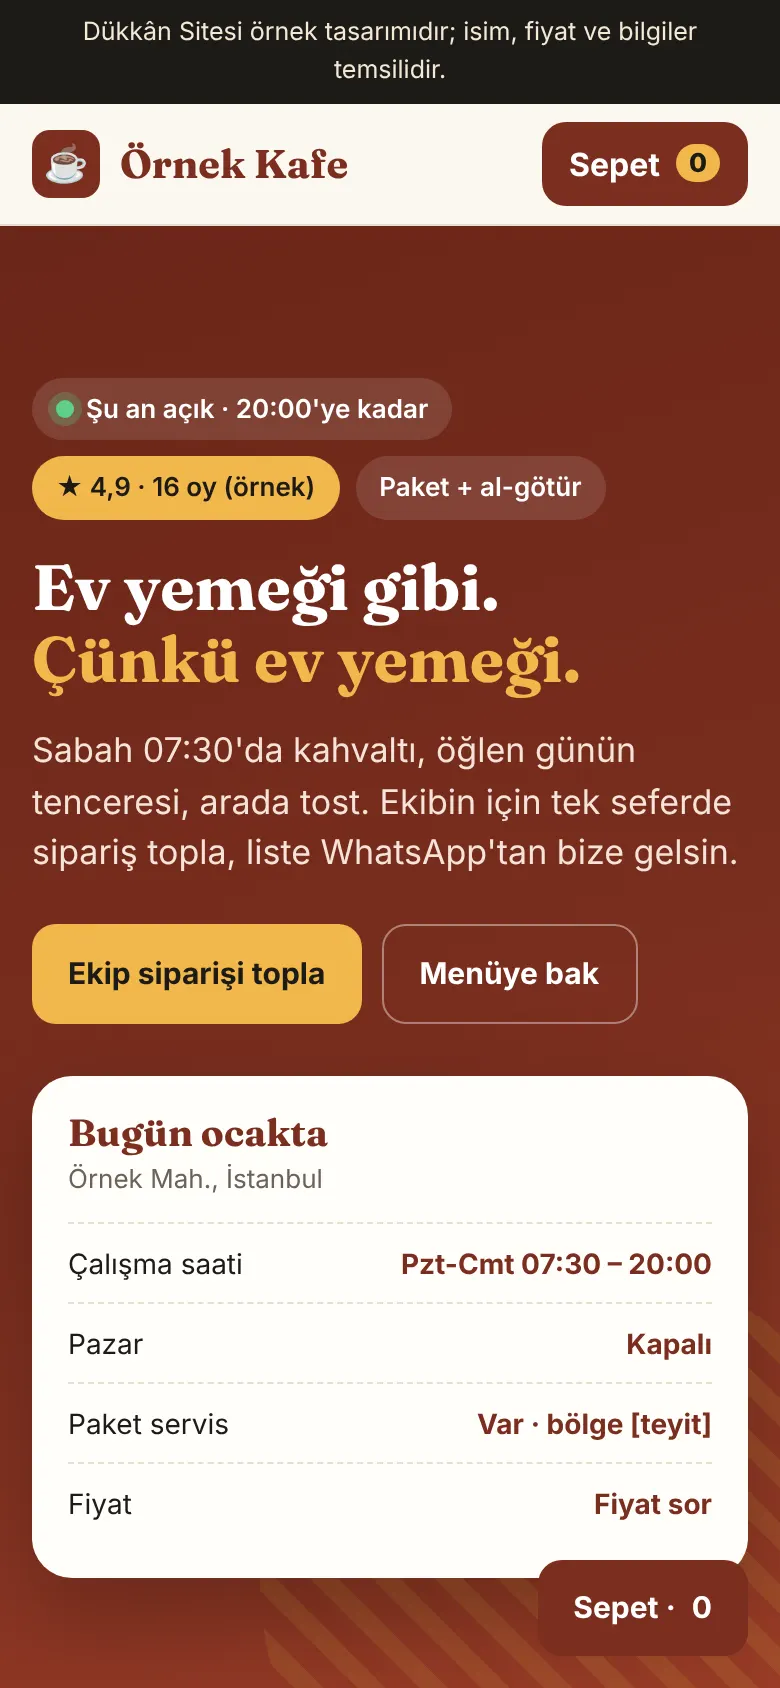 Dükkân Sitesi örnek tasarımıdır; isim, fiyat ve bilgiler
temsilidir.
Örnek Kafe
Sepet 0
Şu an açık · 20:00'ye kadar
★ 4,9 · 16 oy (örnek)
Paket + al-götür
Ev yemeği gibi.
Çünkü ev yemeği.
Sabah 07:30'da kahvaltı, öğlen günün
tenceresi, arada tost. Ekibin için tek seferde
sipariş topla, liste WhatsApp'tan bize gelsin.
Ekip siparişi topla
Menüye bak
Bugün ocakta
Örnek Mah., İstanbul
Çalışma saati Pzt-Cmt 07:30 – 20:00
Pazar Kapalı
Paket servis Var · bölge [teyit]
Fiyat Fiyat sor
Sepet · 0